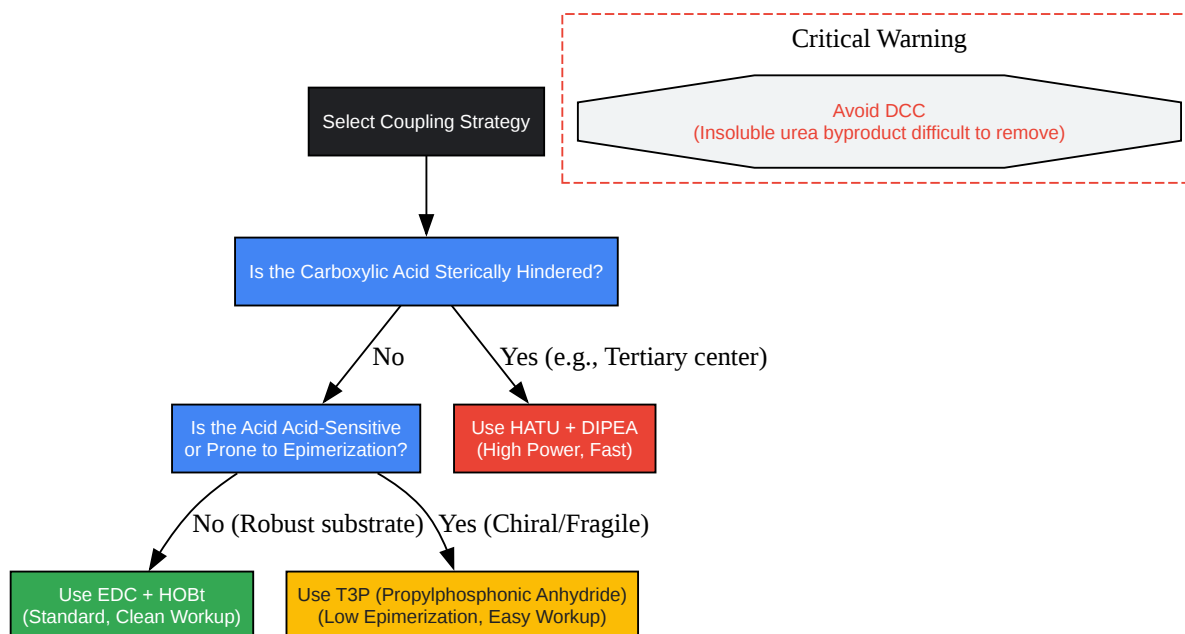 Critical Warning
Select Coupling Strategy
Avoid DCC
(Insoluble urea byproduct difficult to remove)
Is the Carboxylic Acid Sterically Hindered?
No
Yes (e.g., Tertiary center)
Is the Acid Acid-Sensitive
or Prone to Epimerization?
Use HATU + DIPEA
(High Power, Fast)
No (Robust substrate)
Yes (Chiral/Fragile)
Use EDC + HOBt
(Standard, Clean Workup)
Use T3P (Propylphosphonic Anhydride)
(Low Epimerization, Easy Workup)